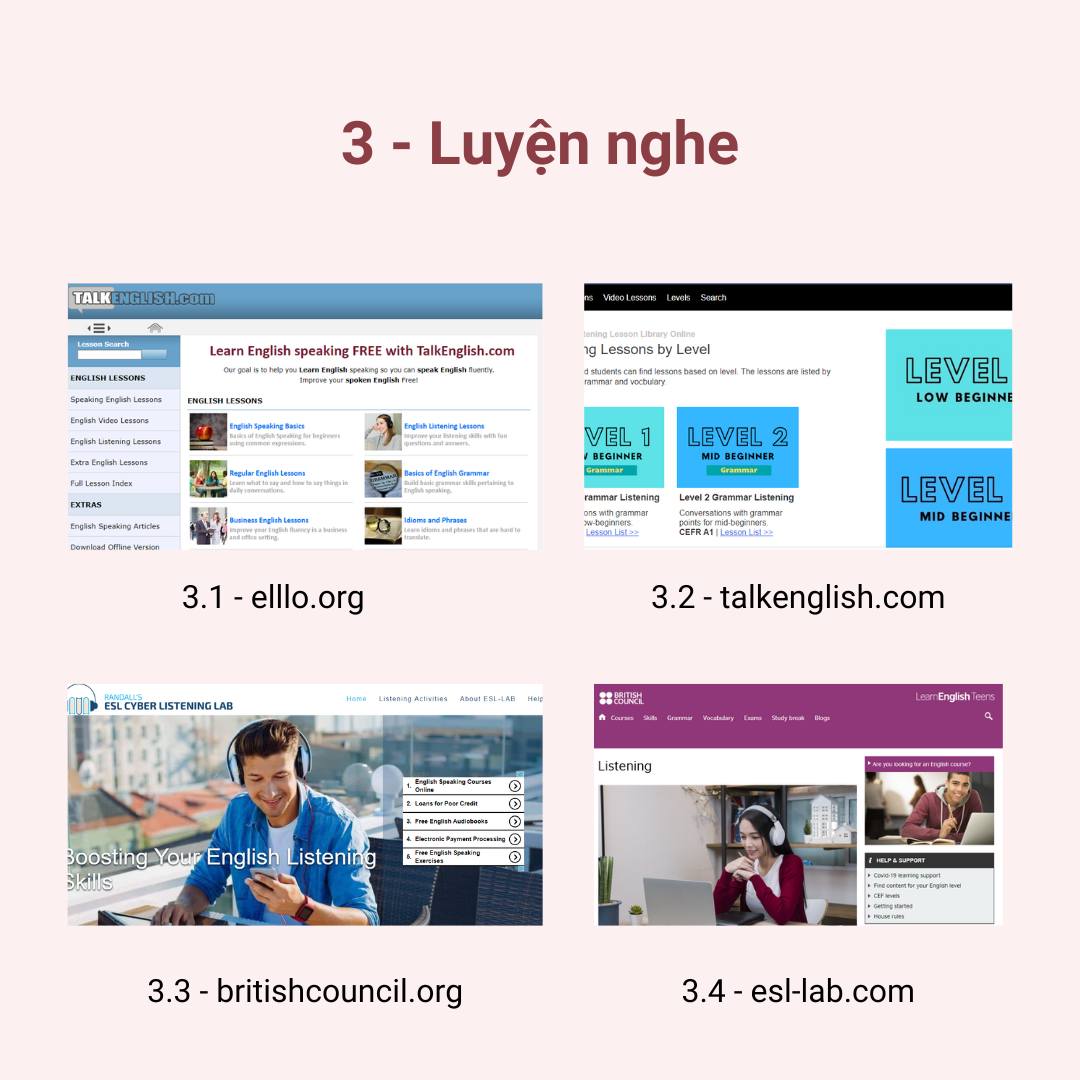 3 - Luyện nghe
TALKENGLISH.com
Lesson Search
ENGLISH LESSONS
Speaking English Lessons
English Video Lessons
English Listening Lessons
Extra English Lessons
Full Lesson Index
EXTRAS
English Speaking Articles
Download Offline Version
Learn English speaking FREE with TalkEnglish.com
Our goal is to help you Learn English speaking so you can speak English fluently.
Improve your spoken English Free!
ENGLISH LESSONS
English Speaking Basics
Basics of English Speaking for beginners
using common expressions.
English Listening Lessons
Improve your listening skills with fun
questions and answers.
Regular English Lessons
Learn what to say and how to say things in
daily conversations.
Basics of English Grammar
Build basic grammar skills pertaining to
English speaking.
Business English Lessons
Improve your English fluency in a business
and office setting.
Idioms and Phrases
Learn idioms and phrases that are hard to
translate.
3.1 - elllo.org
ns Video Lessons Levels Search
tening Lesson Library Online
ng Lessons by Level
d students can find lessons based on level. The lessons are listed by
rammar and vocbulary
VEL 1
W BEGINNER
Grammar
LEVEL 2
MID BEGINNER
Grammar
rammar Listening
ons with grammar
ow-beginners.
Lesson List >>
Level 2 Grammar Listening
Conversations with grammar
points for mid-beginners.
CEFR A1 | Lesson List >>
LEVEL
LOW BEGINNE
LEVEL
MID BEGINNE
3.2 - talkenglish.com
RANDALL'S
ESL CYBER LISTENING LAB
Home Listening Activities About ESL-LAB Help
Boosting Your English Listening
Skills
1. English Speaking Courses
Online
2. Loans for Poor Credit
3. Free English Audiobooks
4. Electronic Payment Processing
5. Free English Speaking
Exercises
3.3 - britishcouncil.org
BRITISH
COUNCIL
LearnEnglish Teens
Courses Skills Grammar Vocabulary Exams Study break Blogs
Listening
Are you looking for an English course?
i HELP & SUPPORT
Covid-19 learning support
Find content for your English level
CEF levels
Getting started
House rules
3.4 - esl-lab.com